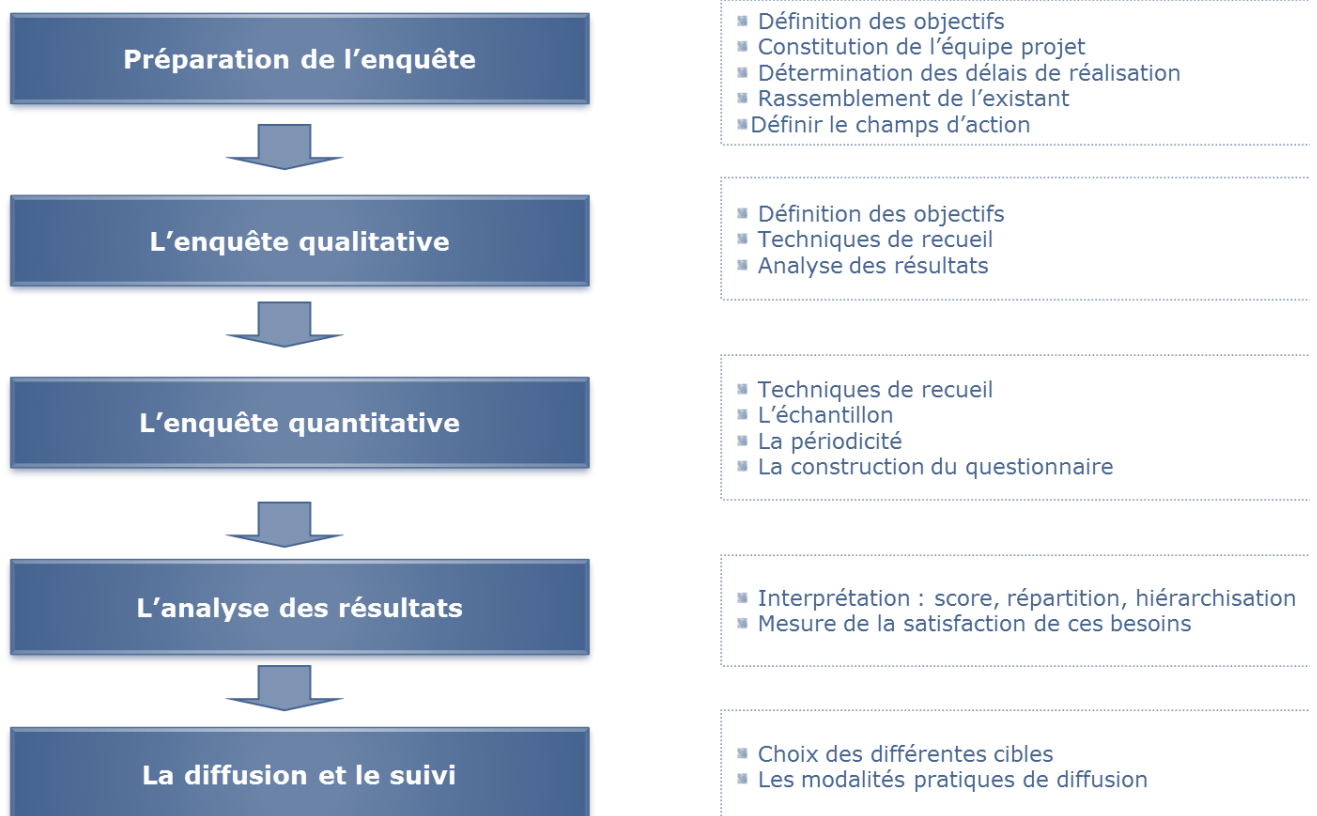 Préparation de l’enquête
Définition des objectifs
Constitution de l’équipe projet
Détermination des délais de réalisation
Rassemblement de l’existant
Définir le champs d’action
L’enquête qualitative
Définition des objectifs
Techniques de recueil
Analyse des résultats
L’enquête quantitative
Techniques de recueil
L’échantillon
La périodicité
La construction du questionnaire
L’analyse des résultats
Interprétation : score, répartition, hiérarchisation
Mesure de la satisfaction de ces besoins
La diffusion et le suivi
Choix des différentes cibles
Les modalités pratiques de diffusion